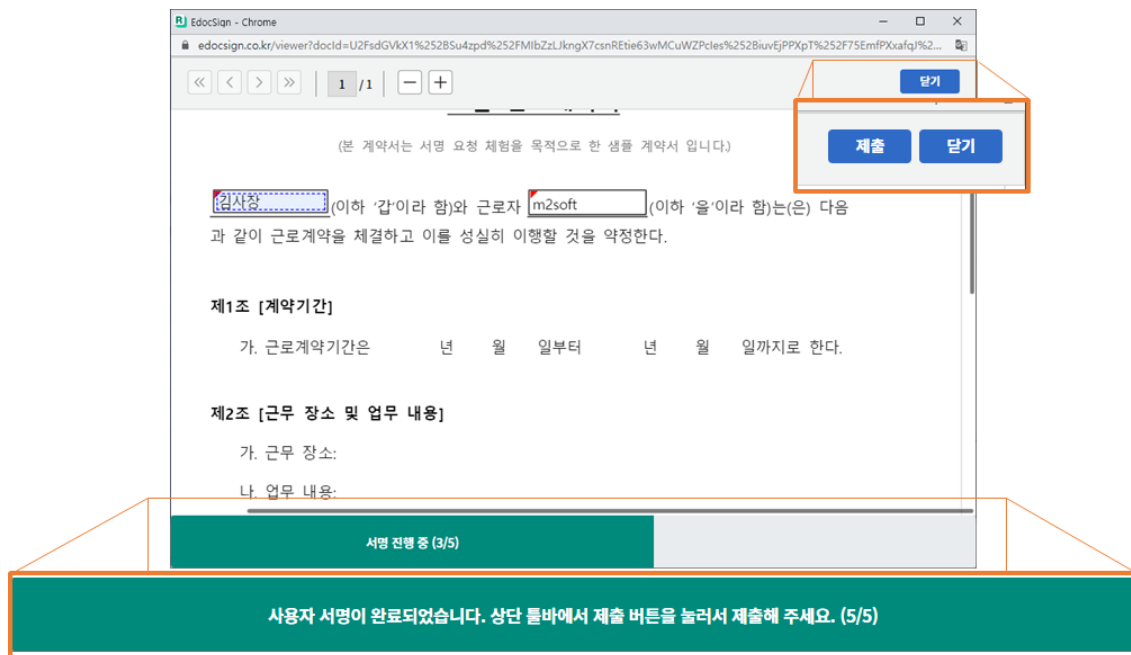 EdocSign - Chrome
edocsign.co.kr/viewer?docId=U2FsdGVkX1%252BSu4zpd%252FMIbZzLJkngX7csnREtie63wMCuWZPcIes%252BiuvEjPPXpT%252F75EmfPXxafqJ%2...
1 /1
닫기
제출 닫기
(본 계약서는 서명 요청 체험을 목적으로 한 샘플 계약서 입니다.)
김사장 (이하 '갑'이라 함)와 근로자 m2soft (이하 '을'이라 함)는(은) 다음
과 같이 근로계약을 체결하고 이를 성실히 이행할 것을 약정한다.
제1조 [계약기간]
가. 근로계약기간은 년 월 일부터 년 월 일까지로 한다.
제2조 [근무 장소 및 업무 내용]
가. 근무 장소:
나. 업무 내용:
서명 진행 중 (3/5)
사용자 서명이 완료되었습니다. 상단 툴바에서 제출 버튼을 눌러서 제출해 주세요. (5/5)